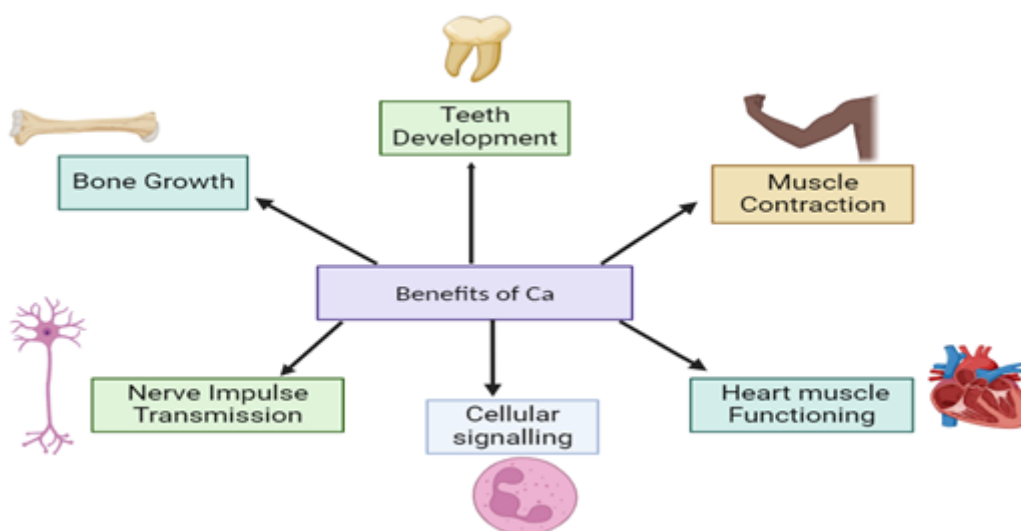 Teeth
Development
Bone Growth
Muscle
Contraction
Benefits of Ca
Nerve Impulse
Transmission
Cellular
signalling
Heart muscle
Functioning